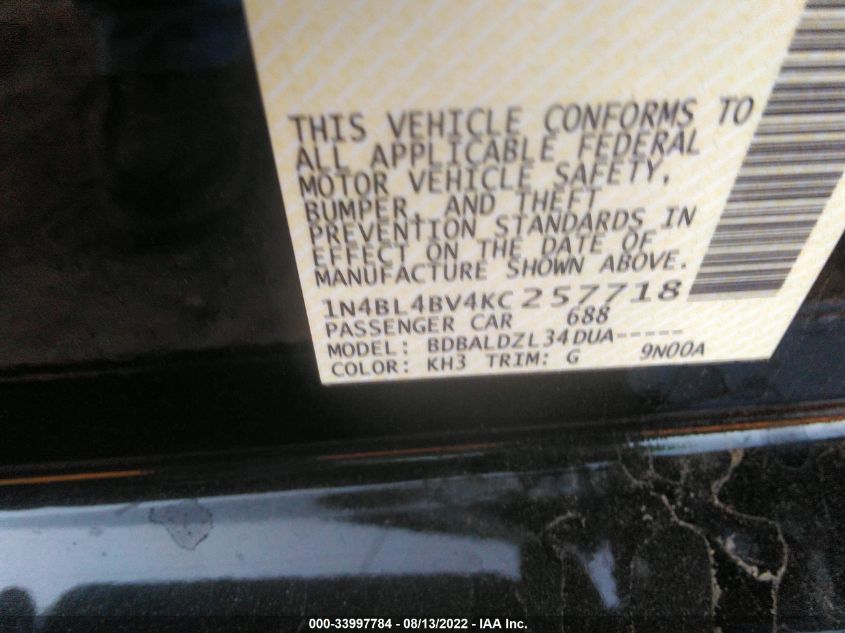 THIS VEHICLE CONFORMS TO
ALL APPLICABLE FEDERAL
MOTOR VEHICLE SAFETY,
BUMPER, AND THEFT
PREVENTION STANDARDS IN
EFFECT ON THE DATE OF
MANUFACTURE SHOWN ABOVE.
1N4BL4BV4KC257718
PASSENGER CAR 688
MODEL: BDBALDZL34DUA-----
COLOR: KH3 TRIM: G 9N00A
000-33997784 - 08/13/2022 - IAA Inc.